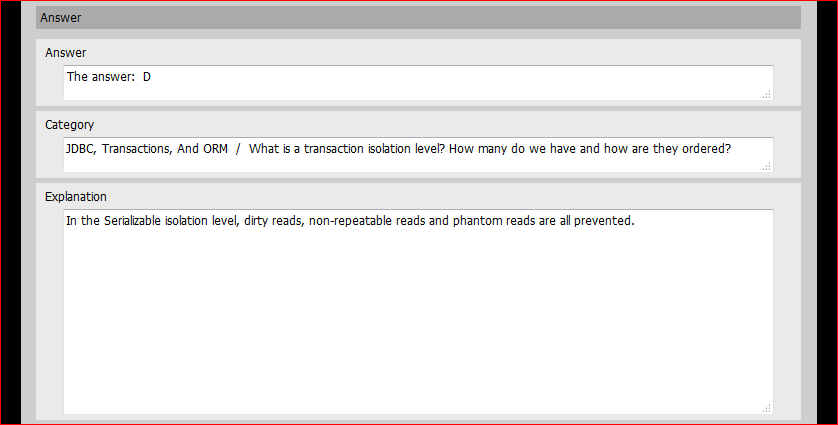 Answer
Answer
The answer:  D
Category
JDBC, Transactions, And ORM  /  What is a transaction isolation level? How many do we have and how are they ordered?
Explanation
In the Serializable isolation level, dirty reads, non-repeatable reads and phantom reads are all prevented.